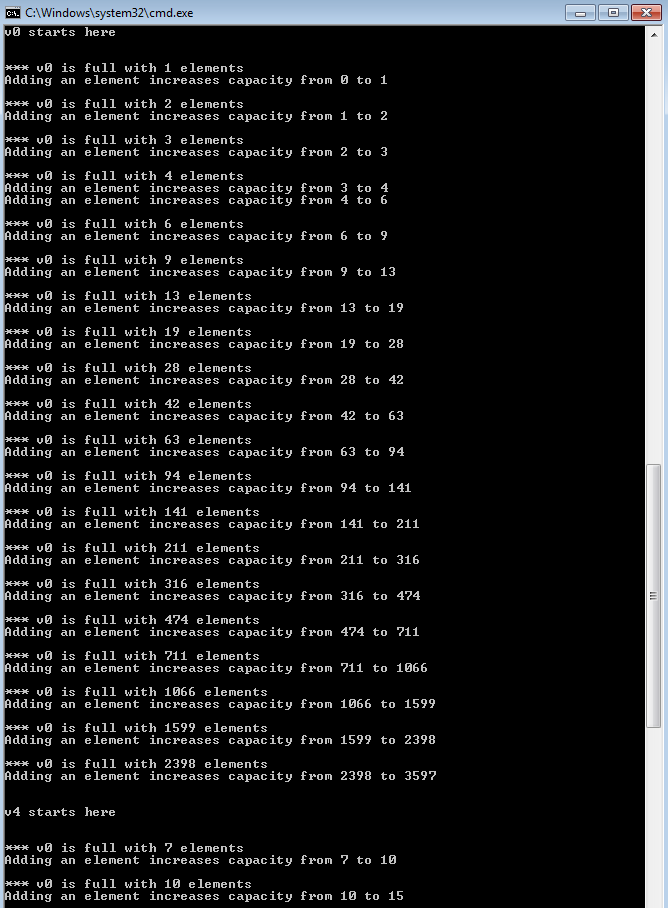 C:\Windows\system32\cmd.exe
v0 starts here
*** v0 is full with 1 elements
Adding an element increases capacity from 0 to 1
*** v0 is full with 2 elements
Adding an element increases capacity from 1 to 2
*** v0 is full with 3 elements
Adding an element increases capacity from 2 to 3
*** v0 is full with 4 elements
Adding an element increases capacity from 3 to 4
Adding an element increases capacity from 4 to 6
*** v0 is full with 6 elements
Adding an element increases capacity from 6 to 9
*** v0 is full with 9 elements
Adding an element increases capacity from 9 to 13
*** v0 is full with 13 elements
Adding an element increases capacity from 13 to 19
*** v0 is full with 19 elements
Adding an element increases capacity from 19 to 28
*** v0 is full with 28 elements
Adding an element increases capacity from 28 to 42
*** v0 is full with 42 elements
Adding an element increases capacity from 42 to 63
*** v0 is full with 63 elements
Adding an element increases capacity from 63 to 94
*** v0 is full with 94 elements
Adding an element increases capacity from 94 to 141
*** v0 is full with 141 elements
Adding an element increases capacity from 141 to 211
*** v0 is full with 211 elements
Adding an element increases capacity from 211 to 316
*** v0 is full with 316 elements
Adding an element increases capacity from 316 to 474
*** v0 is full with 474 elements
Adding an element increases capacity from 474 to 711
*** v0 is full with 711 elements
Adding an element increases capacity from 711 to 1066
*** v0 is full with 1066 elements
Adding an element increases capacity from 1066 to 1599
*** v0 is full with 1599 elements
Adding an element increases capacity from 1599 to 2398
*** v0 is full with 2398 elements
Adding an element increases capacity from 2398 to 3597
v4 starts here
*** v0 is full with 7 elements
Adding an element increases capacity from 7 to 10
*** v0 is full with 10 elements
Adding an element increases capacity from 10 to 15